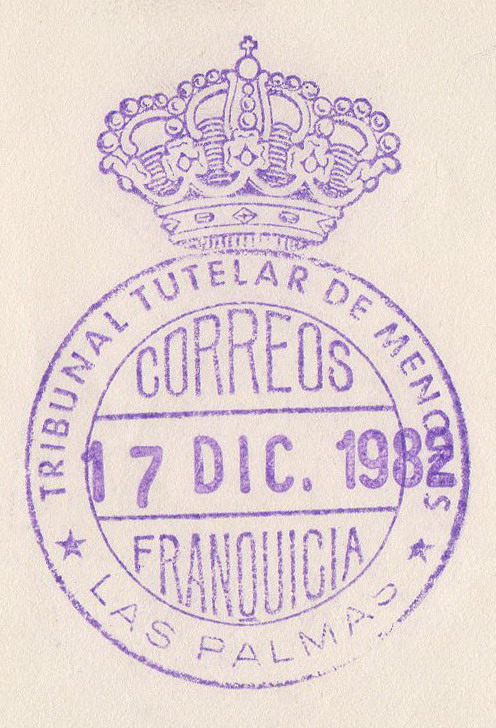 TRIBUNAL TUTELAR DE MENORES
CORREOS
17 DIC. 1982
FRANQUICIA
LAS PALMAS